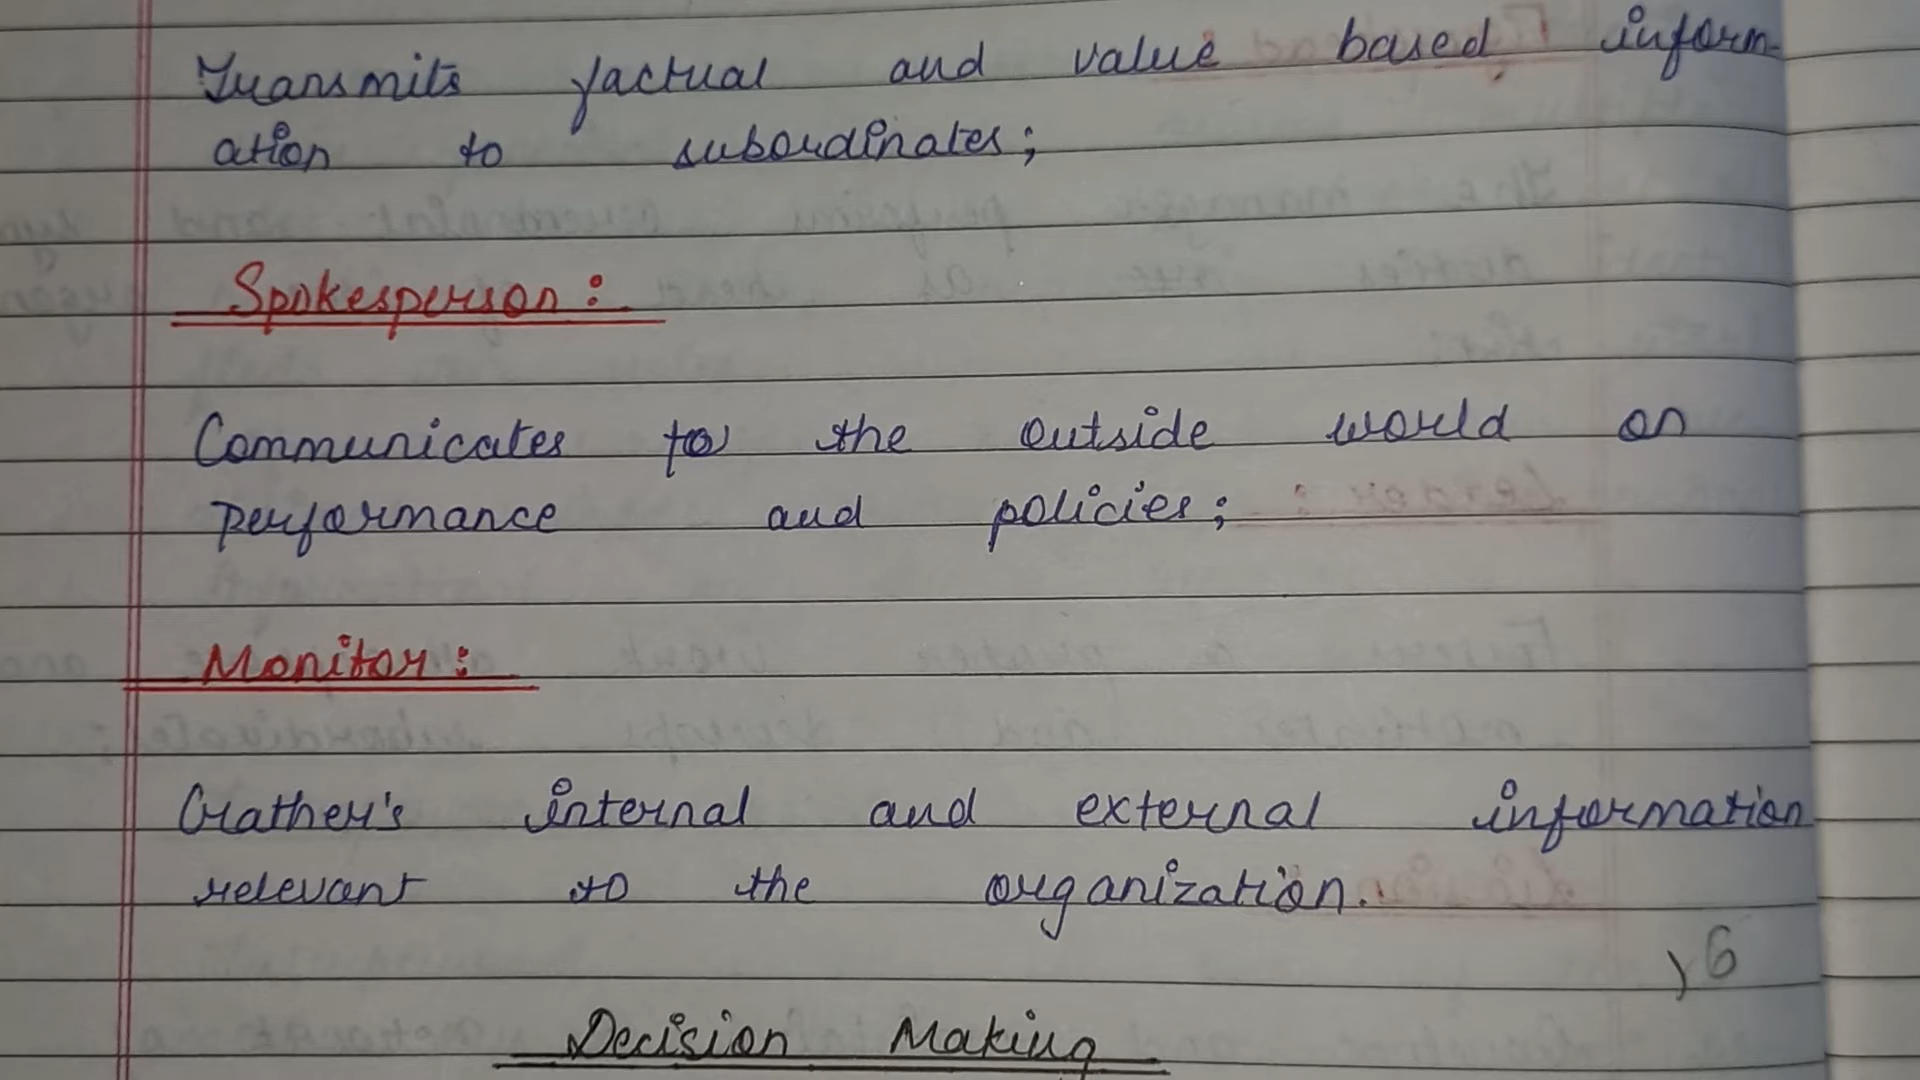 Transmits factual and value based inform-
ation to subordinates;
Spokesperson:
Communicates to the outside world on
performance and policies;
Monitor:
Gather's internal and external information
relevant to the organization.
6
Decision Making